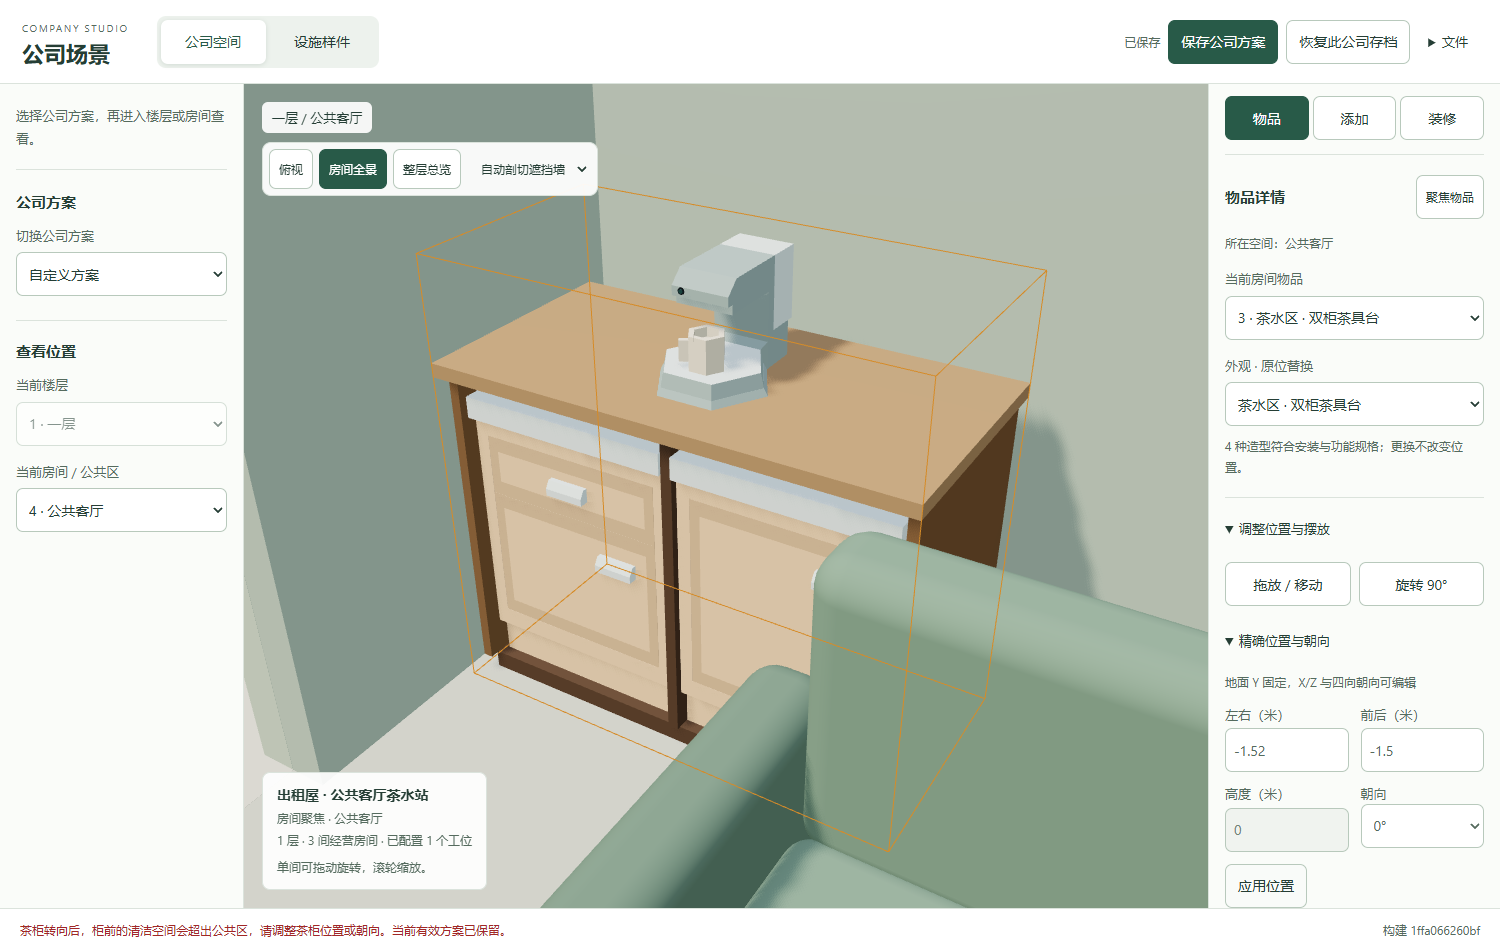 COMPANY STUDIO
公司场景
公司空间
设施样件
已保存
保存公司方案
恢复此公司存档
▶ 文件
选择公司方案，再进入楼层或房间查
看。
公司方案
切换公司方案
自定义方案
查看位置
当前楼层
1 · 一层
当前房间 / 公共区
4 · 公共客厅
一层 / 公共客厅
俯视
房间全景
整层总览
自动剖切遮挡墙
出租屋 · 公共客厅茶水站
房间聚焦 · 公共客厅
1 层 · 3 间经营房间 · 已配置 1 个工位
单间可拖动旋转，滚轮缩放。
物品
添加
装修
物品详情
聚焦物品
所在空间：公共客厅
当前房间物品
3 · 茶水区 · 双柜茶具台
外观 · 原位替换
茶水区 · 双柜茶具台
4 种造型符合安装与功能规格；更换不改变位
置。
▼ 调整位置与摆放
拖放 / 移动
旋转 90°
▼ 精确位置与朝向
地面 Y 固定，X/Z 与四向朝向可编辑
左右（米）
前后（米）
-1.52
-1.5
高度（米）
朝向
0
0°
应用位置
茶柜转向后，柜前的清洁空间会超出公共区，请调整茶柜位置或朝向。当前有效方案已保留。
构建 1ffa066260bf